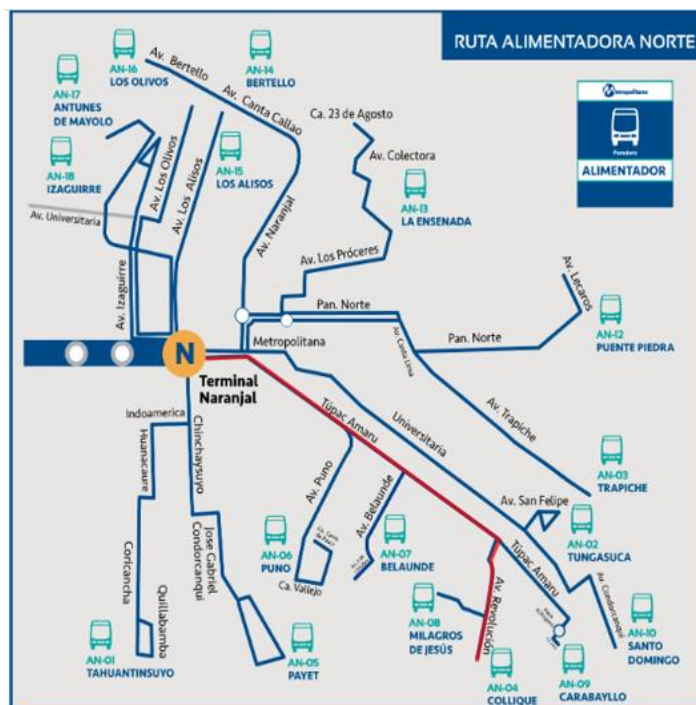 RUTA ALIMENTADORA NORTE
Metropolitano
Paradero
ALIMENTADOR
AN-16
LOS OLIVOS
Av. Bertello
AN-14
BERTELLO
AN-17
ANTUNES
DE MAYOLO
Av. Canta Callao
Ca. 23 de Agosto
Av. Colectora
AN-18
IZAGUIRRE
Av. Los Olivos
Av. Los Alisos
AN-15
LOS ALISOS
AN-13
LA ENSENADA
Av. Universitaria
Av. Naranjal
Av. Los Próceres
Av. Izaguirre
Pan. Norte
Av. Lecaros
AN-12
PUENTE PIEDRA
Metropolitana
Av. Canta Lima
Pan. Norte
N
Terminal
Naranjal
Túpac Amaru
Universitaria
Av. Trapiche
AN-03
TRAPICHE
Indoamerica
Huanacaure
Chinchaysuyo
Av. Puno
Av. Belaunde
Av. San Felipe
AN-02
TUNGASUCA
Coricancha
Quillabamba
Jose Gabriel
Condorcanqui
AN-06
PUNO
Ca. Vallejo
AN-07
BELAUNDE
Túpac Amaru
Av. Condorcanqui
AN-08
MILAGROS
DE JESÚS
Av. Revolución
AN-10
SANTO
DOMINGO
AN-01
TAHUANTINSUYO
AN-05
PAYET
AN-04
COLLIQUE
AN-09
CARABAYLLO